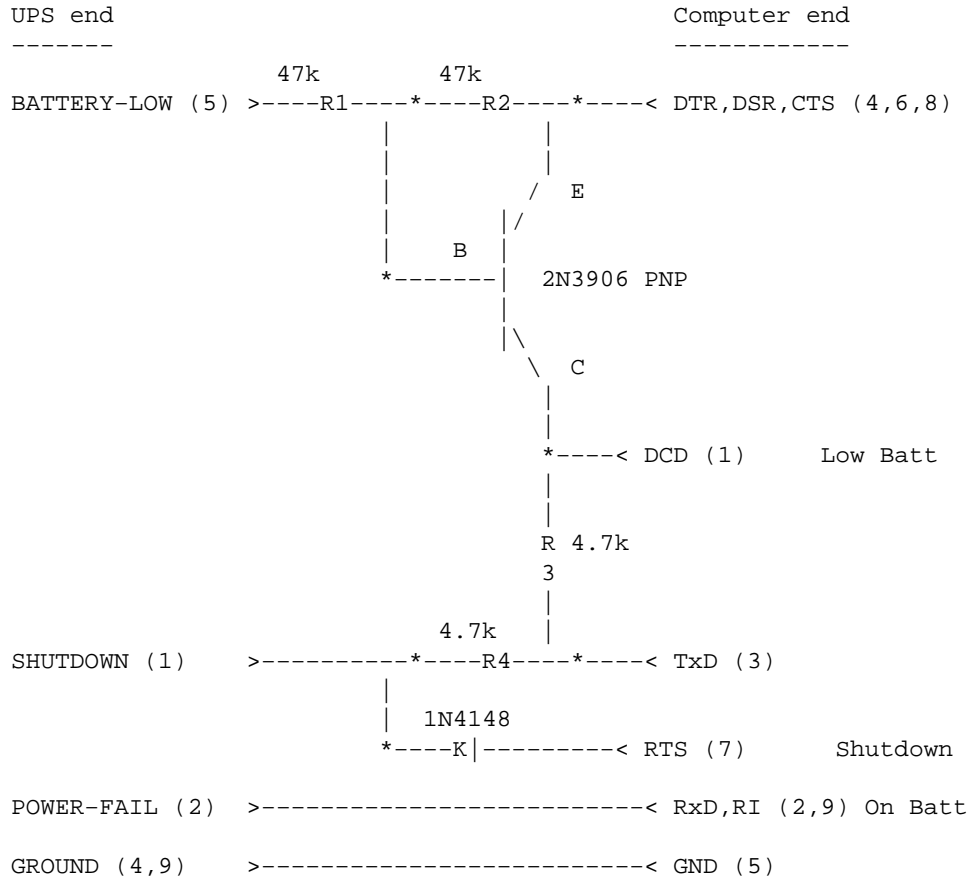 UPS end                                              Computer end
-------                                              ------------
                      47k          47k
BATTERY-LOW (5) >----R1----*----R2----*----< DTR,DSR,CTS (4,6,8)
                                |            |
                                |            |
                                |           /  E
                                |         |/
                                |     B   |
                                *-------|   2N3906 PNP
                                          |
                                          |\
                                            \  C
                                             |
                                             |
                                             *----< DCD (1)     Low Batt
                                             |
                                             |
                                             R 4.7k
                                             3
                                             |
                                    4.7k     |
SHUTDOWN (1)    >----------*----R4----*----< TxD (3)
                                |
                                |  1N4148
                                *----K|---------< RTS (7)     Shutdown
POWER-FAIL (2)  >--------------------------< RxD,RI (2,9) On Batt
GROUND (4,9)    >--------------------------< GND (5)